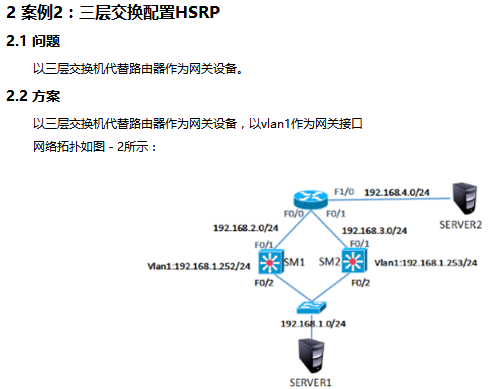 2 案例2：三层交换配置HSRP
2.1 问题
以三层交换机代替路由器作为网关设备。
2.2 方案
以三层交换机代替路由器作为网关设备，以vlan1作为网关接口
网络拓扑如图－2所示：
F1/0 192.168.4.0/24
F0/0 F0/1
SERVER2
192.168.2.0/24 192.168.3.0/24
F0/1 F0/1
Vlan1:192.168.1.252/24 SM1 SM2 Vlan1:192.168.1.253/24
F0/2 F0/2
192.168.1.0/24
SERVER1